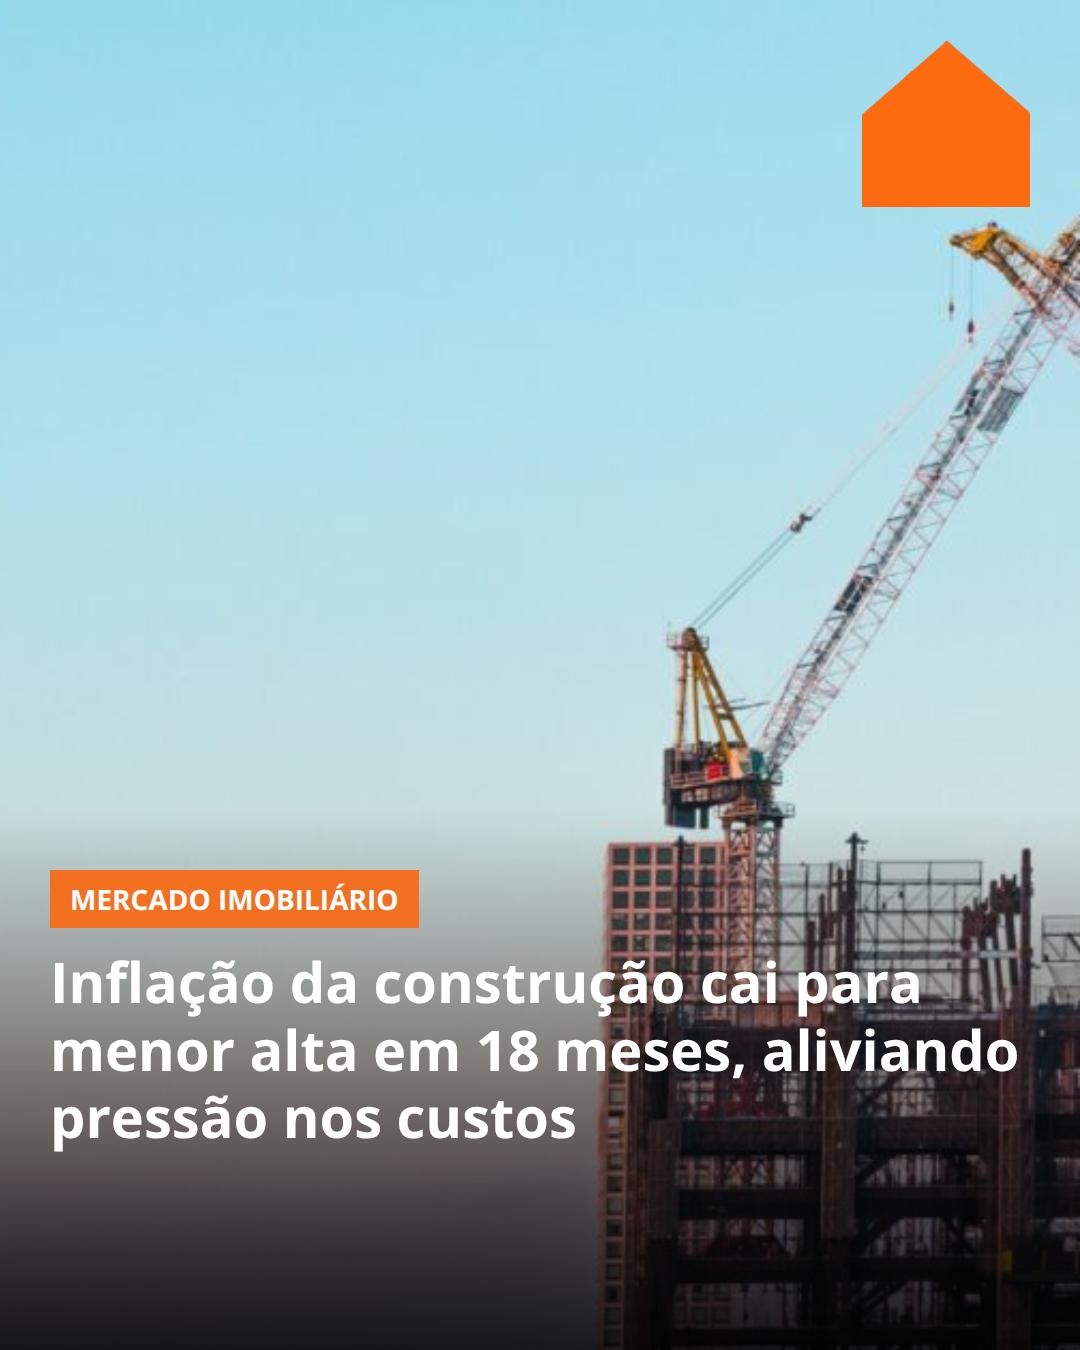 MERCADO IMOBILIÁRIO
Inflação da construção cai para
menor alta em 18 meses, aliviando
pressão nos custos